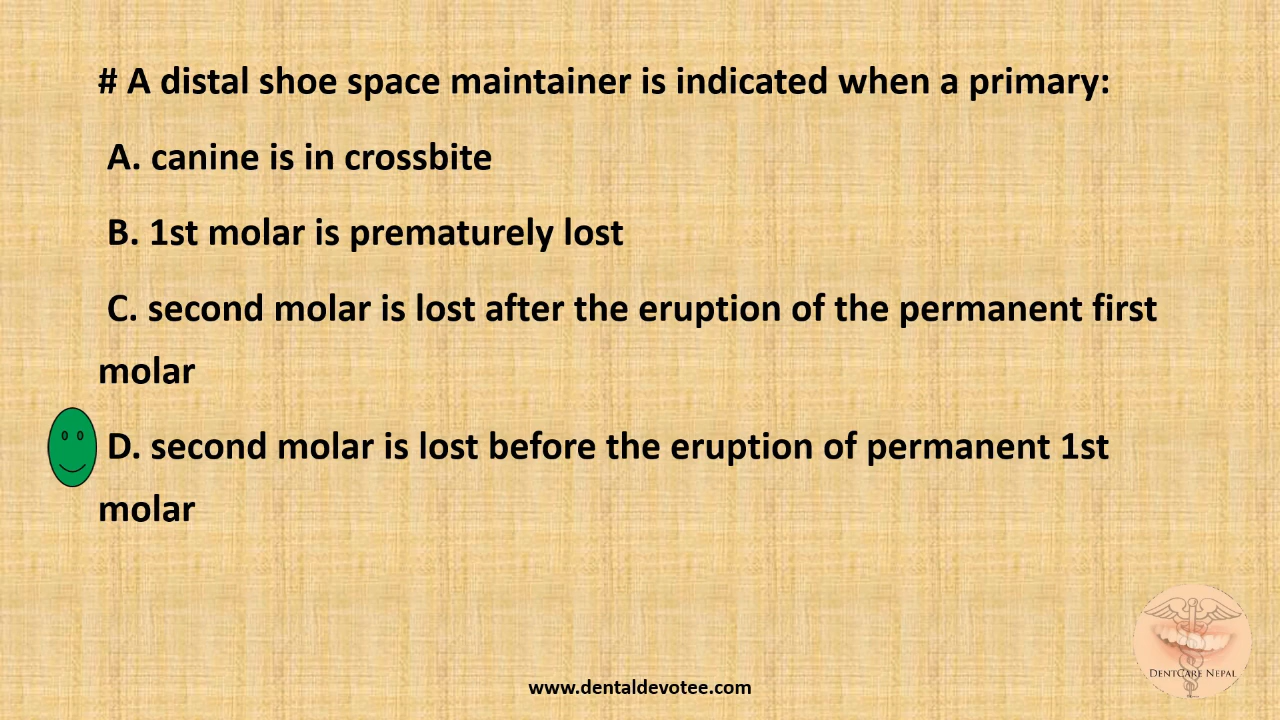 # A distal shoe space maintainer is indicated when a primary:
A. canine is in crossbite
B. 1st molar is prematurely lost
C. second molar is lost after the eruption of the permanent first
molar
D. second molar is lost before the eruption of permanent 1st
molar
DentCare Nepal
www.dentaldevotee.com